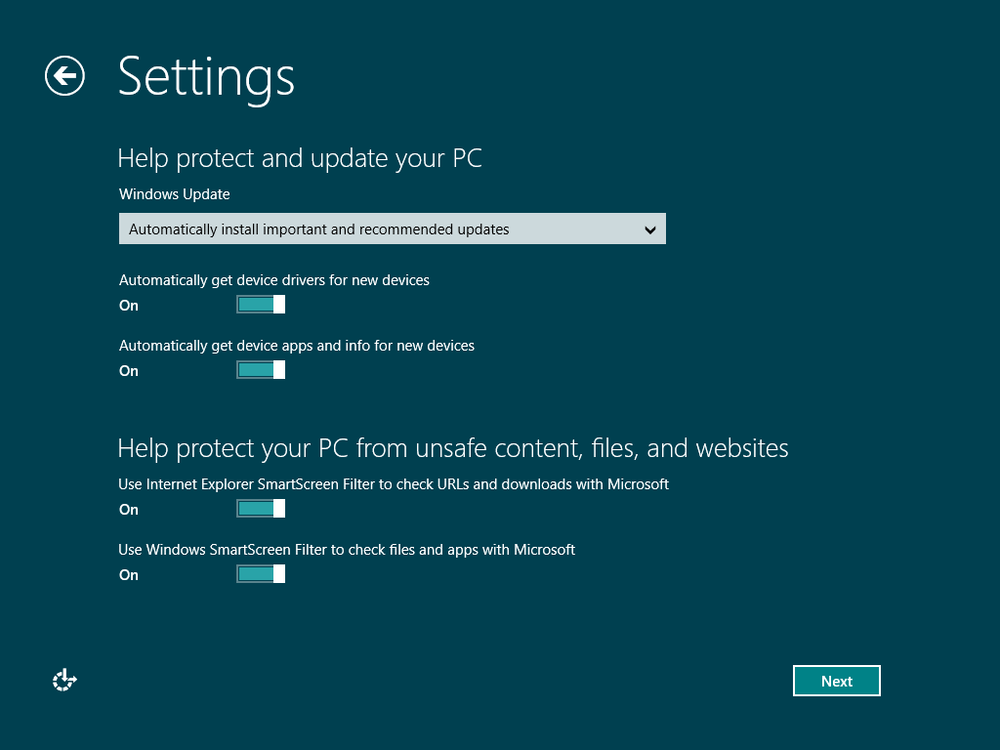 Settings
Help protect and update your PC
Windows Update
Automatically install important and recommended updates
Automatically get device drivers for new devices
On
Automatically get device apps and info for new devices
On
Help protect your PC from unsafe content, files, and websites
Use Internet Explorer SmartScreen Filter to check URLs and downloads with Microsoft
On
Use Windows SmartScreen Filter to check files and apps with Microsoft
On
Next